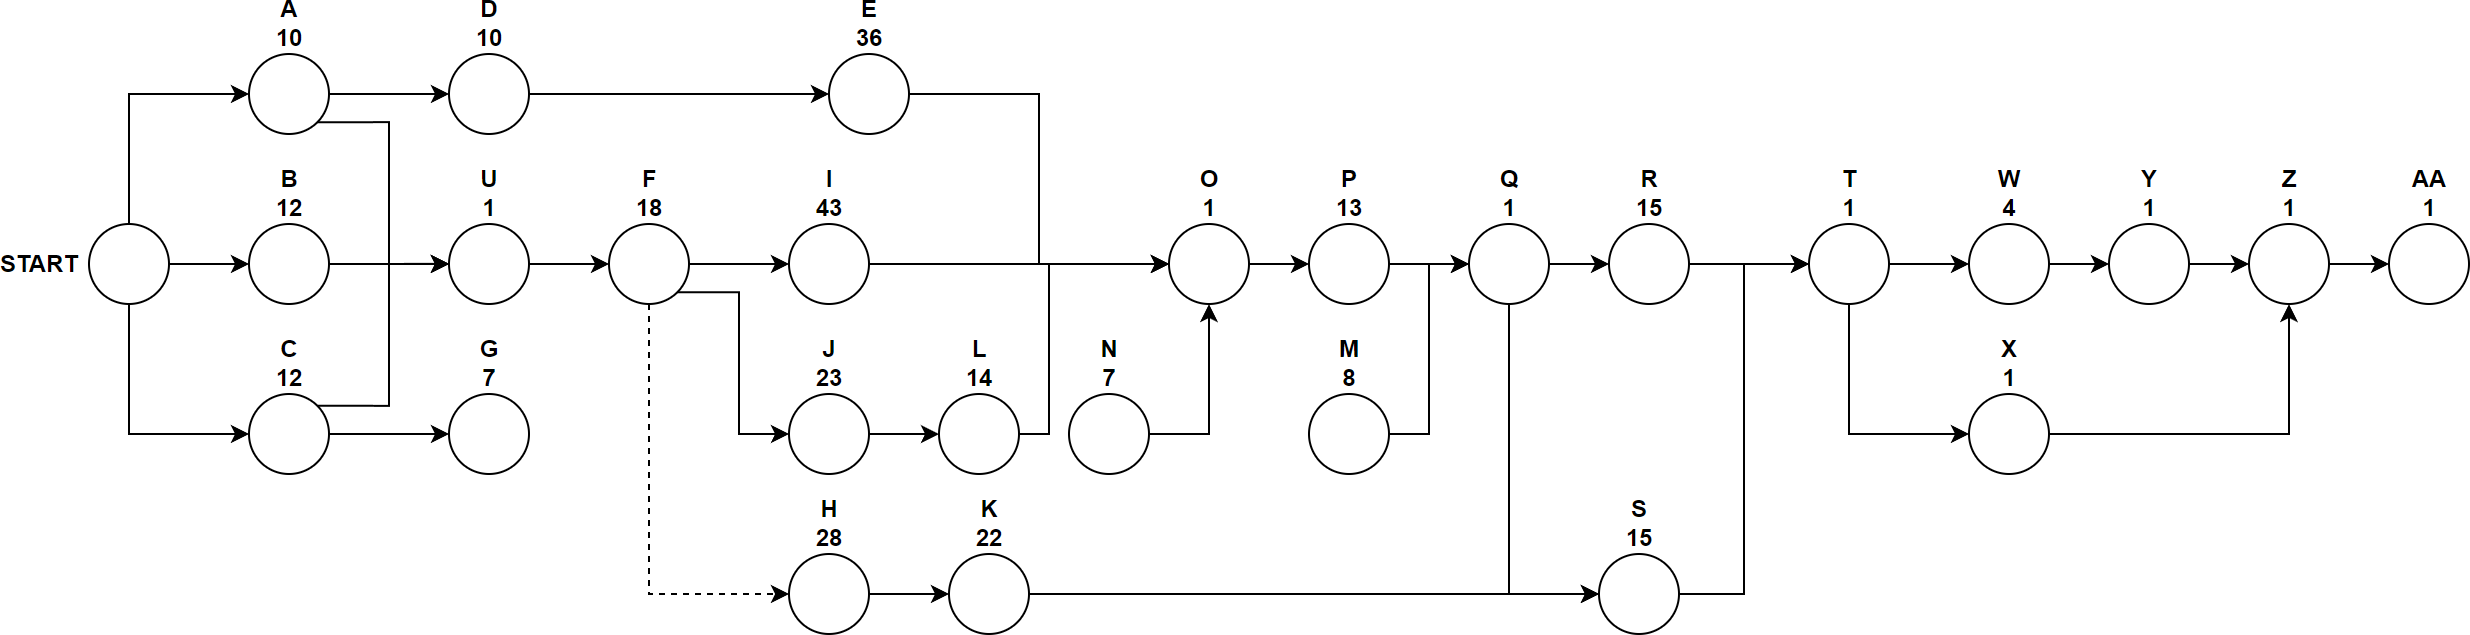 A
10
D
10
E
36
B
12
U
1
F
18
I
43
O
1
P
13
Q
1
R
15
T
1
W
4
Y
1
Z
1
AA
1
START
C
12
G
7
J
23
L
14
N
7
M
8
X
1
H
28
K
22
S
15